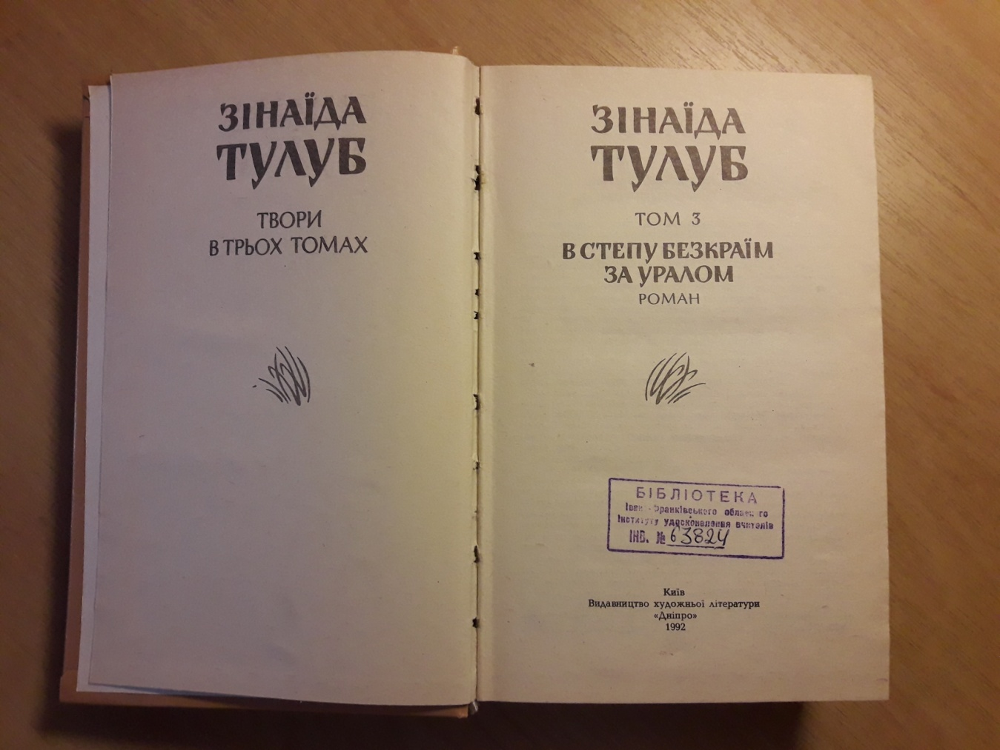 ЗІНАЇДА
ТУЛУБ
ТВОРИ
В ТРЬОХ ТОМАХ
ЗІНАЇДА
ТУЛУБ
ТОМ 3
В СТЕПУ БЕЗКРАЇМ
ЗА УРАЛОМ
РОМАН
БІБЛІОТЕКА
Івано-Франківського обласного
Інституту удосконалення вчителів
ІНВ. № 63824
Київ
Видавництво художньої літератури
«Дніпро»
1992